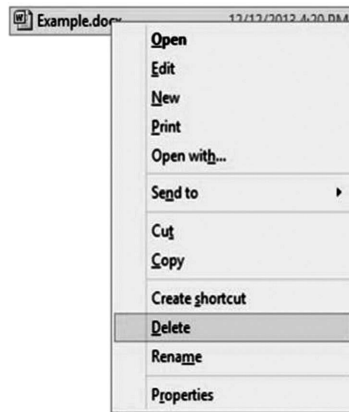 Example.docx 12/12/2013 4:20 PM
Open
Edit
New
Print
Open with...
Send to
Cut
Copy
Create shortcut
Delete
Rename
Properties